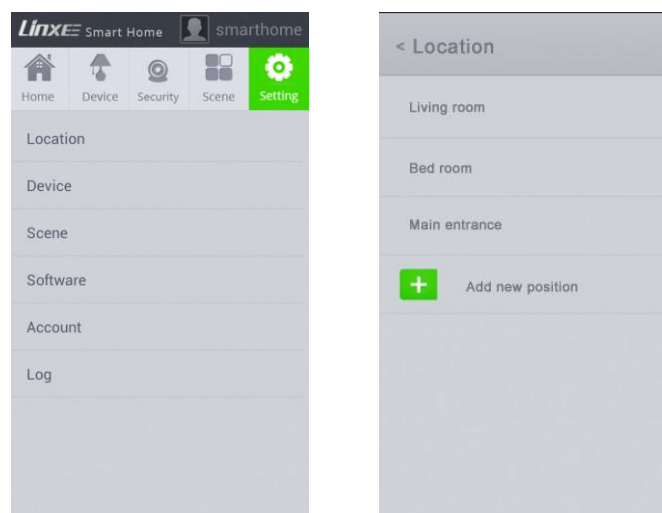 Linxee Smart Home smarthome
Home Device Security Scene Setting
Location
Device
Scene
Software
Account
Log
< Location
Living room
Bed room
Main entrance
+ Add new position